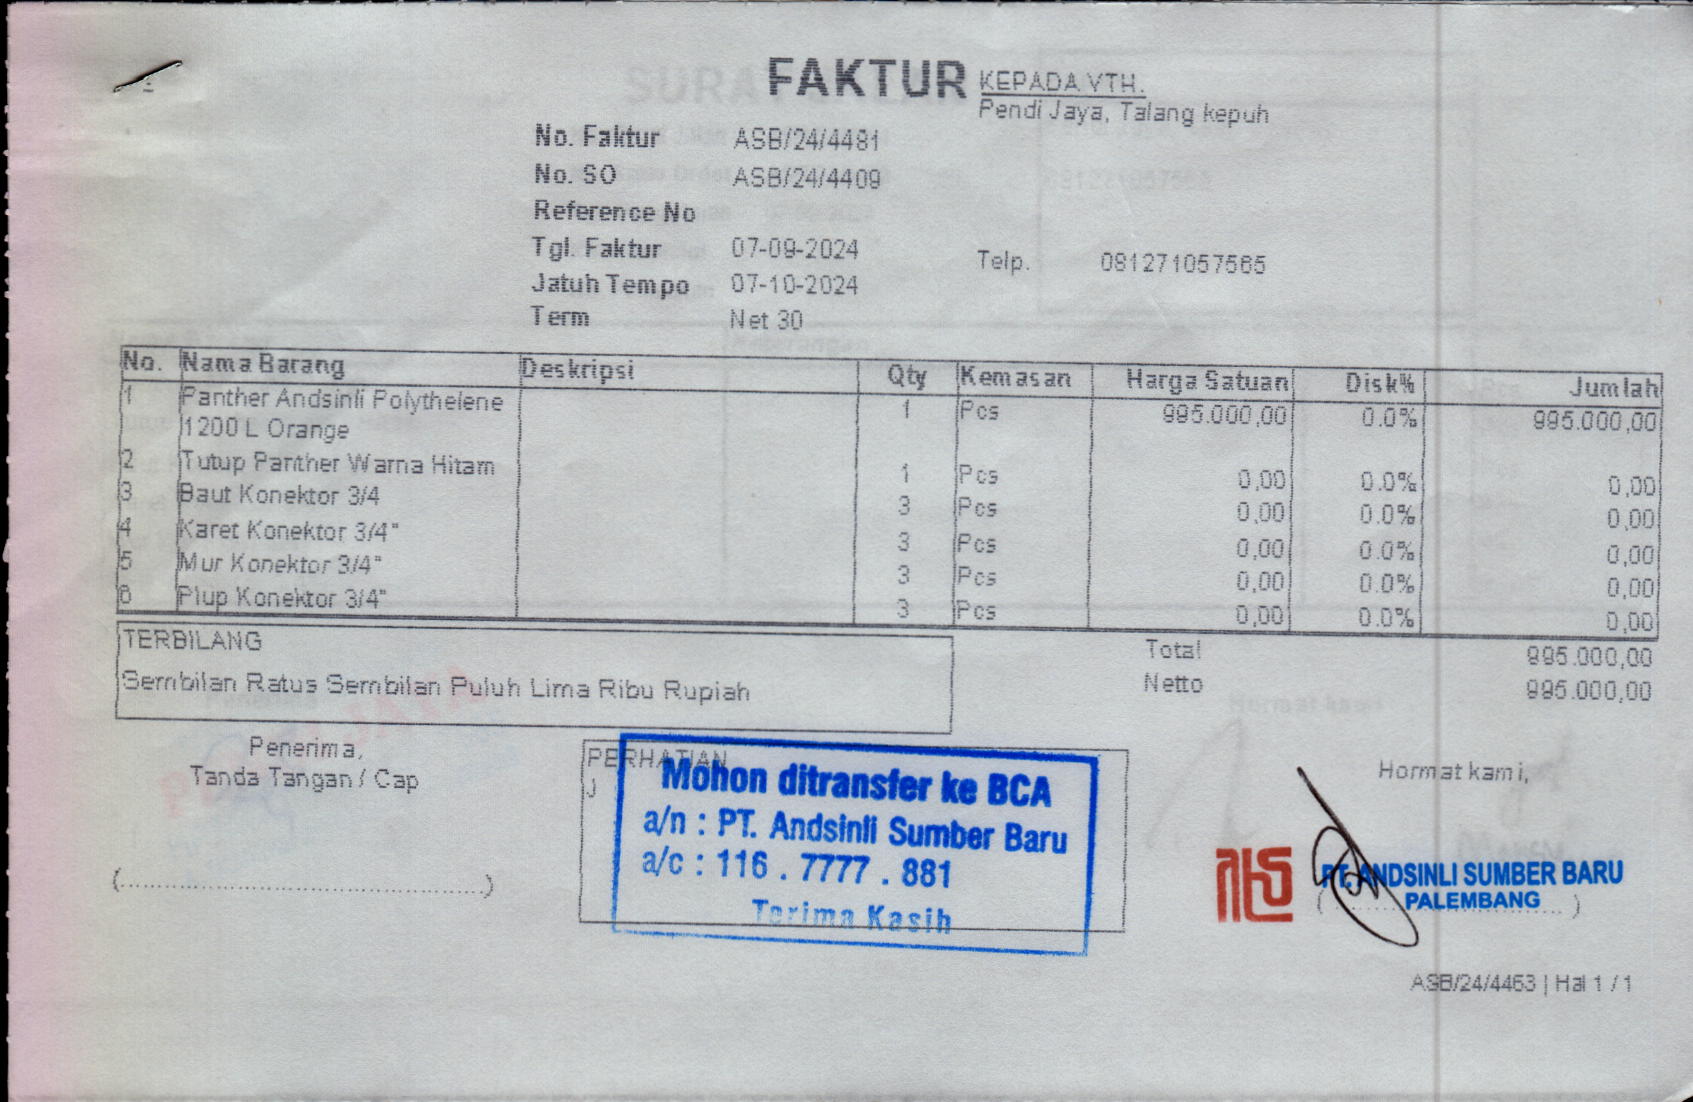 FAKTUR
KEPADA YTH.
Pendi Jaya, Talang kepuh
No. Faktur ASB/24/4481
No. SO ASB/24/4409
Reference No
Tgl. Faktur 07-09-2024
Telp. 081271057565
Jatuh Tempo 07-10-2024
Term Net 30
No. Nama Barang Deskripsi Qty Kemasan Harga Satuan Disk% Jumlah
1 Panther Andsinli Polythelene 1 Pcs 995.000,00 0.0% 995.000,00
1200 L Orange
2 Tutup Panther Warna Hitam 1 Pcs 0,00 0.0% 0,00
3 Baut Konektor 3/4 3 Pcs 0,00 0.0% 0,00
4 Karet Konektor 3/4" 3 Pcs 0,00 0.0% 0,00
5 Mur Konektor 3/4" 3 Pcs 0,00 0.0% 0,00
6 Plup Konektor 3/4" 3 Pcs 0,00 0.0% 0,00
TERBILANG
Sembilan Ratus Sembilan Puluh Lima Ribu Rupiah
Total 995.000,00
Netto 995.000,00
Penerima,
Tanda Tangan / Cap
(..........................................)
PERHATIAN
J
Mohon ditransfer ke BCA
a/n : PT. Andsinli Sumber Baru
a/c : 116 . 7777 . 881
Terima Kasih
Hormat kami,
PT. ANDSINLI SUMBER BARU
PALEMBANG
ASB/24/4463 | Hal 1 / 1